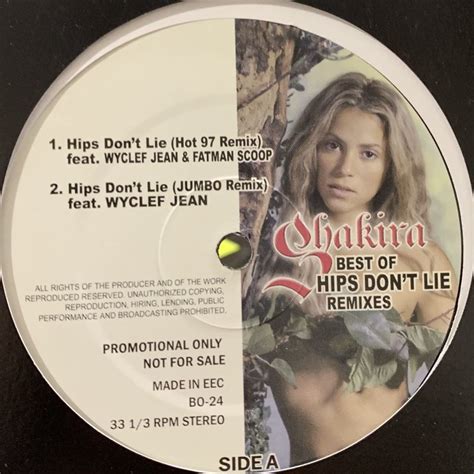 1. Hips Don't Lie (Hot 97 Remix)
feat. WYCLEF JEAN & FATMAN SCOOP
2. Hips Don't Lie (JUMBO Remix)
feat. WYCLEF JEAN
Shakira
BEST OF
HIPS DON'T LIE
REMIXES
ALL RIGHTS OF THE PRODUCER AND OF THE WORK
REPRODUCED RESERVED. UNAUTHORIZED COPYING,
REPRODUCTION, HIRING, LENDING, PUBLIC
PERFORMANCE AND BROADCASTING PROHIBITED.
PROMOTIONAL ONLY
NOT FOR SALE
MADE IN EEC
BO-24
33 1/3 RPM STEREO
SIDE A